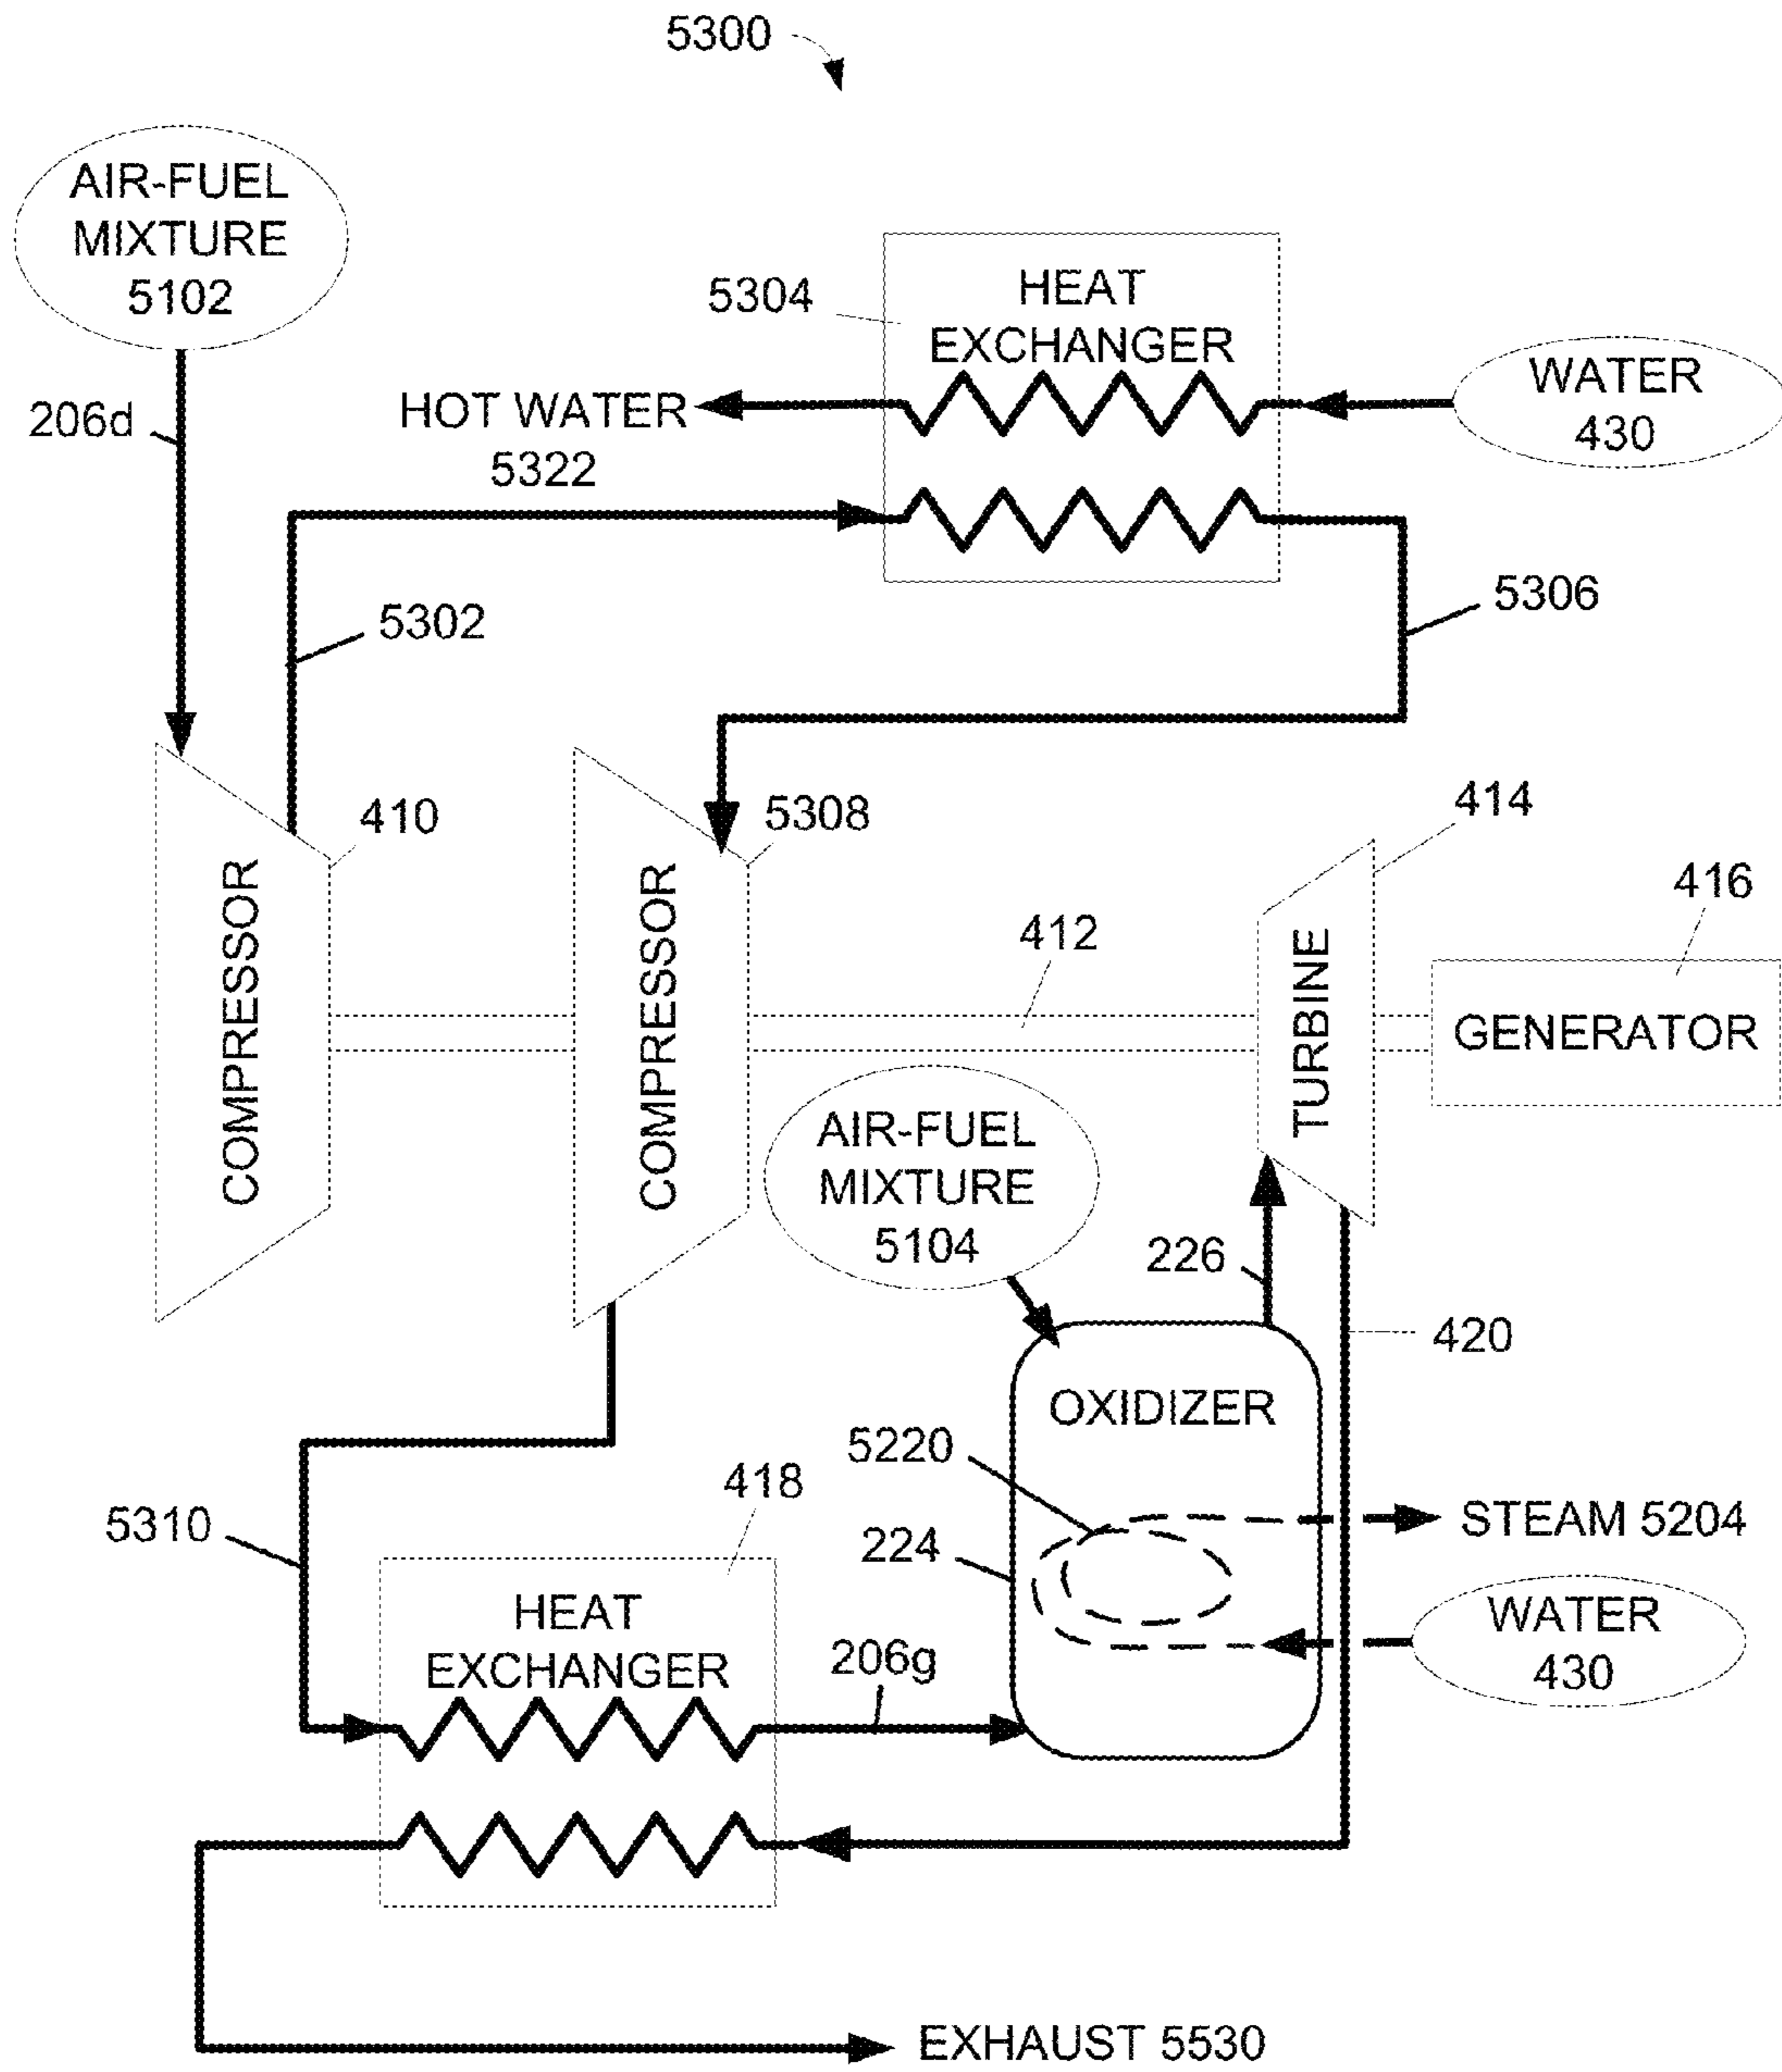 5300
AIR-FUEL
MIXTURE
5102
5304
HEAT
EXCHANGER
WATER
430
206d
HOT WATER
5322
5302
5306
410
5308
414
416
COMPRESSOR
COMPRESSOR
412
TURBINE
GENERATOR
AIR-FUEL
MIXTURE
5104
226
420
OXIDIZER
5220
418
5310
224
STEAM 5204
HEAT
EXCHANGER
206g
WATER
430
EXHAUST 5530